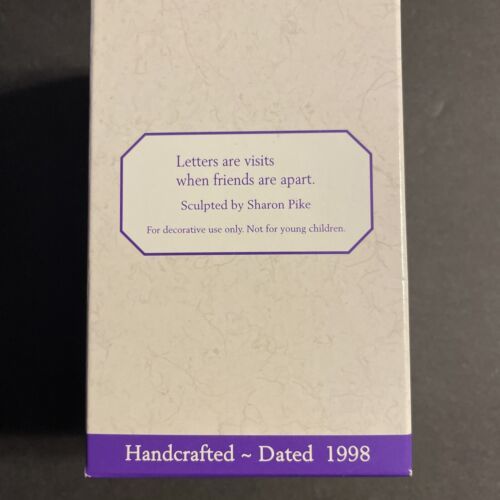 Letters are visits
when friends are apart.
Sculpted by Sharon Pike
For decorative use only. Not for young children.
Handcrafted ~ Dated 1998